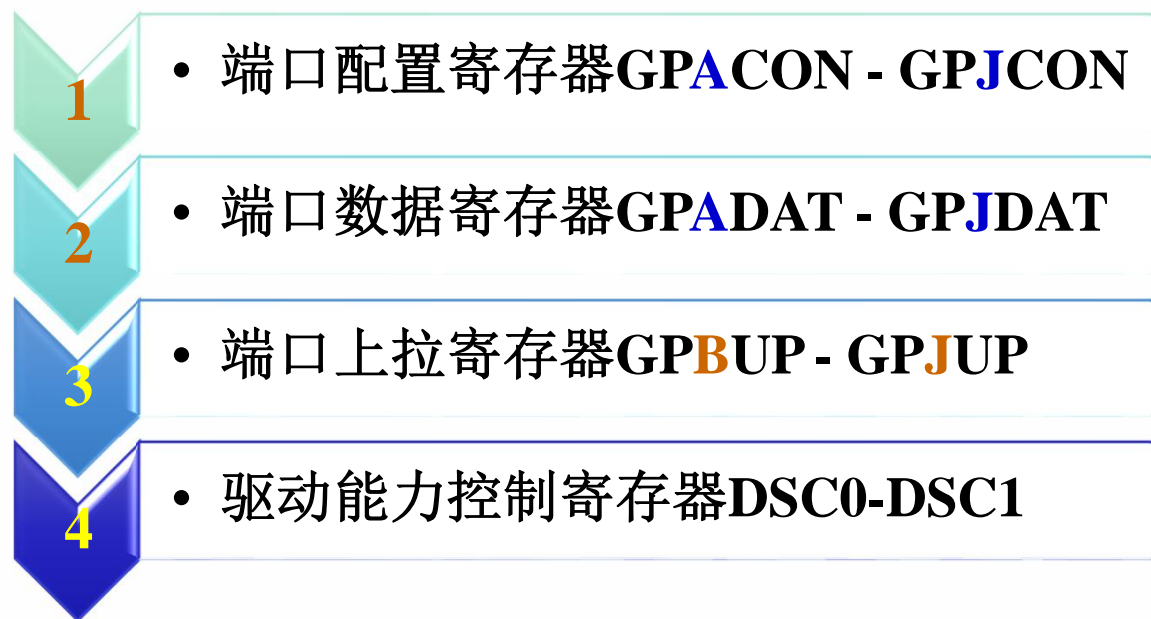 1 • 端口配置寄存器GPACON - GPJCON
2 • 端口数据寄存器GPADAT - GPJDAT
3 • 端口上拉寄存器GPBUP - GPJUP
4 • 驱动能力控制寄存器DSC0-DSC1